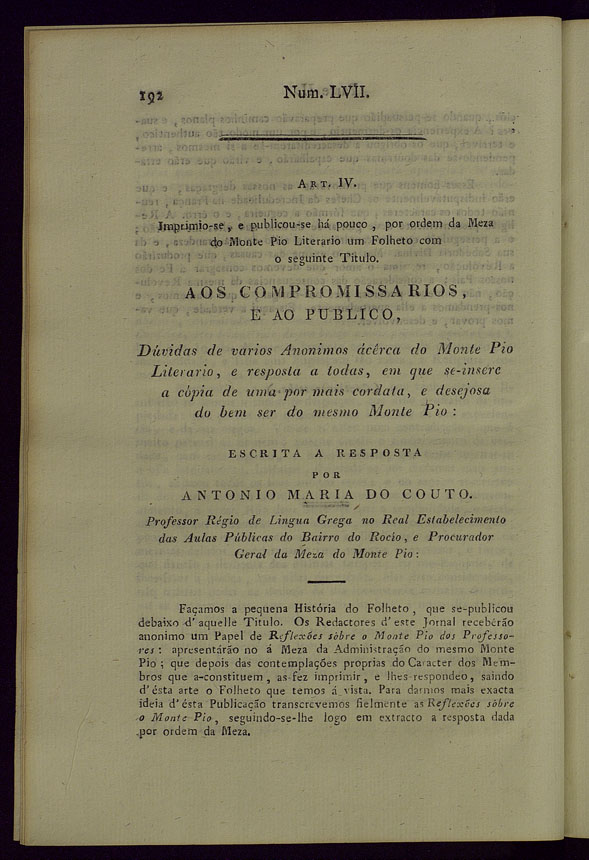 192 Num. LVII.
ART. IV.
Imprimio-se, e publicou-se há pouco, por ordem da Meza
do Monte Pio Literario um Folheto com
o seguinte Titulo.
AOS COMPROMISSARIOS,
E AO PUBLICO,
Dúvidas de varios Anonimos ácêrca do Monte Pio
Literario, e resposta a todas, em que se-insere
a cópia de uma por mais cordata, e desejosa
do bem ser do mesmo Monte Pio:
ESCRITA A RESPOSTA
POR
ANTONIO MARIA DO COUTO.
Professor Régio de Lingua Grega no Real Estabelecimento
das Aulas Públicas do Bairro do Rocio, e Procurador
Geral da Meza do Monte Pio:
Façamos a pequena História do Folheto, que se-publicou
debaixo d'aquelle Titulo. Os Redactores d'este Jornal recebêrão
anonimo um Papel de Reflexões sòbre o Monte Pio dos Professo-
res: apresentárão no á Meza da Administração do mesmo Monte
Pio; que depois das contemplações proprias do Caracter dos Mem-
bros que a-constituem, as-fez imprimir, e lhes-respondeo, saindo
d'ésta arte o Folheto que temos á vista. Para darmos mais exacta
ideia d'ésta Publicação transcrevemos fielmente as Reflexões sòbre
o Monte Pio, seguindo-se-lhe logo em extracto a resposta dada
por ordem da Meza.